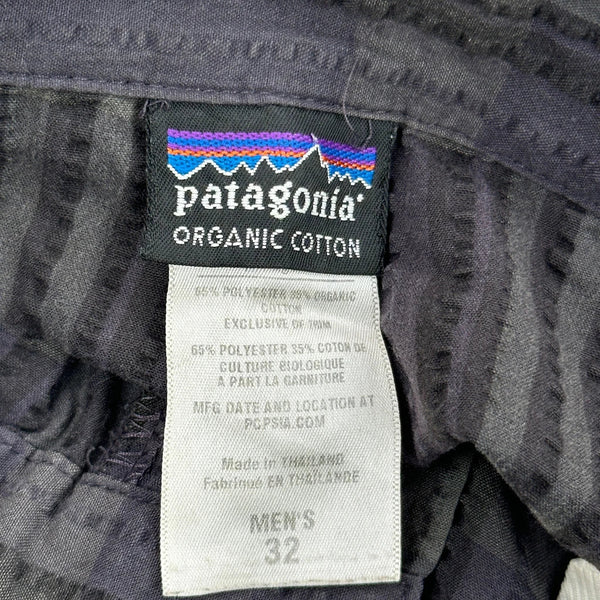 patagonia®
ORGANIC COTTON
65% POLYESTER 35% ORGANIC
COTTON
EXCLUSIVE OF TRIM
65% POLYESTER 35% COTON DE
CULTURE BIOLOGIQUE
A PART LA GARNITURE
MFG DATE AND LOCATION AT
PCPSIA.COM
Made in THAILAND
Fabriqué EN THAÏLANDE
MEN'S
32